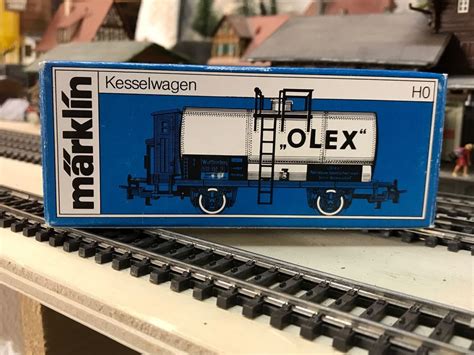 märklin
Kesselwagen
H0
„OLEX"